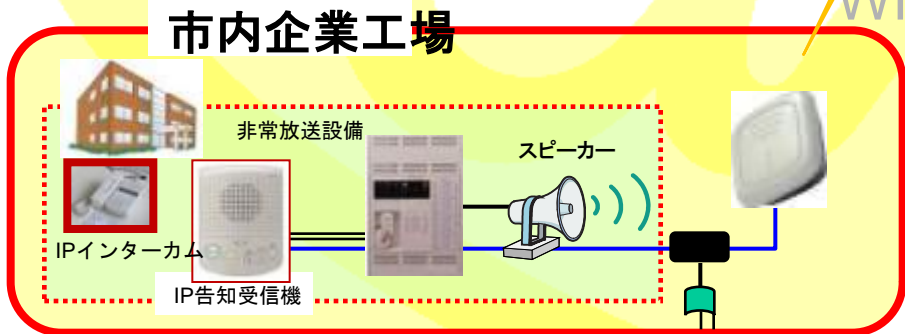 市内企業工場
非常放送設備
スピーカー
IPインターカム
IP告知受信機